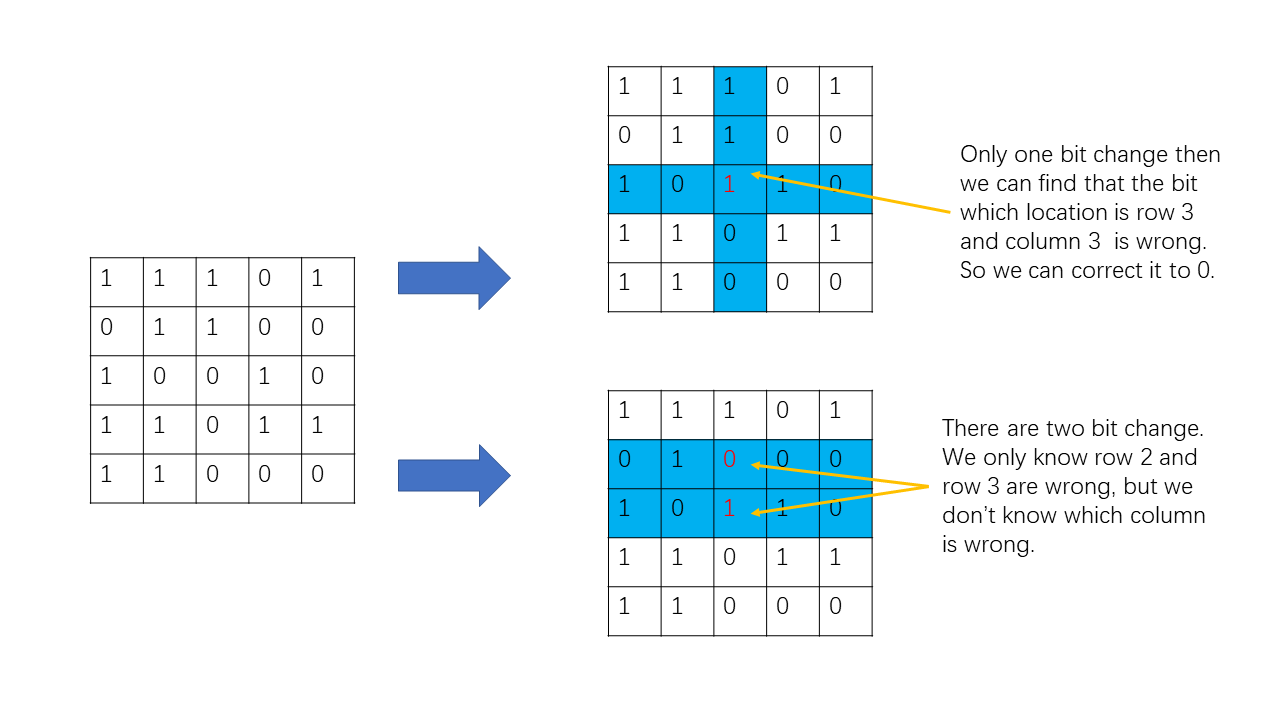 1 1 1 0 1
0 1 1 0 0
1 0 0 1 0
1 1 0 1 1
1 1 0 0 0
1 1 1 0 1
0 1 1 0 0
1 0 1 1 0
1 1 0 1 1
1 1 0 0 0
Only one bit change then
we can find that the bit
which location is row 3
and column 3  is wrong.
So we can correct it to 0.
1 1 1 0 1
0 1 0 0 0
1 0 1 1 0
1 1 0 1 1
1 1 0 0 0
There are two bit change.
We only know row 2 and
row 3 are wrong, but we
don’t know which column
is wrong.